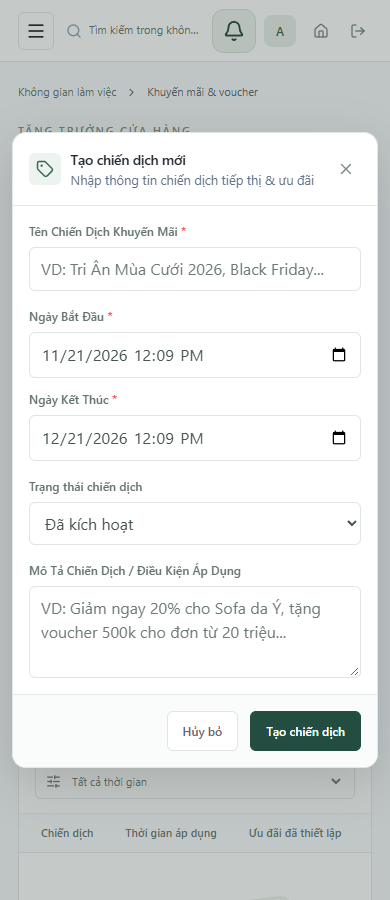 Tìm kiếm trong khôn...
A
Không gian làm việc > Khuyến mãi & voucher
TĂNG TRƯỞNG CỬA HÀNG
Tạo chiến dịch mới
Nhập thông tin chiến dịch tiếp thị & ưu đãi
Tên Chiến Dịch Khuyến Mãi *
VD: Tri Ân Mùa Cưới 2026, Black Friday...
Ngày Bắt Đầu *
11/21/2026 12:09 PM
Ngày Kết Thúc *
12/21/2026 12:09 PM
Trạng thái chiến dịch
Đã kích hoạt
Mô Tả Chiến Dịch / Điều Kiện Áp Dụng
VD: Giảm ngay 20% cho Sofa da Ý, tặng
voucher 500k cho đơn từ 20 triệu...
Hủy bỏ
Tạo chiến dịch
Tất cả thời gian
Chiến dịch
Thời gian áp dụng
Ưu đãi đã thiết lập